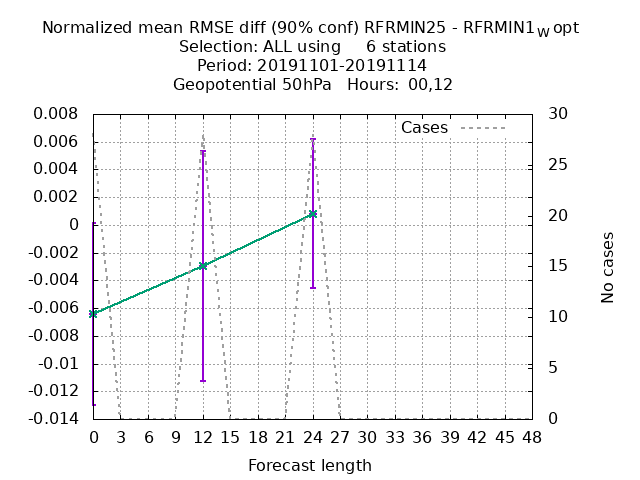 Normalized mean RMSE diff (90% conf) RFRMIN25 - RFRMIN1wopt
Selection: ALL using 6 stations
Period: 20191101-20191114
Geopotential 50hPa Hours: 00,12
Cases
0.008
0.006
0.004
0.002
0
-0.002
-0.004
-0.006
-0.008
-0.01
-0.012
-0.014
30
25
20
15
10
5
0
No cases
0 3 6 9 12 15 18 21 24 27 30 33 36 39 42 45 48
Forecast length